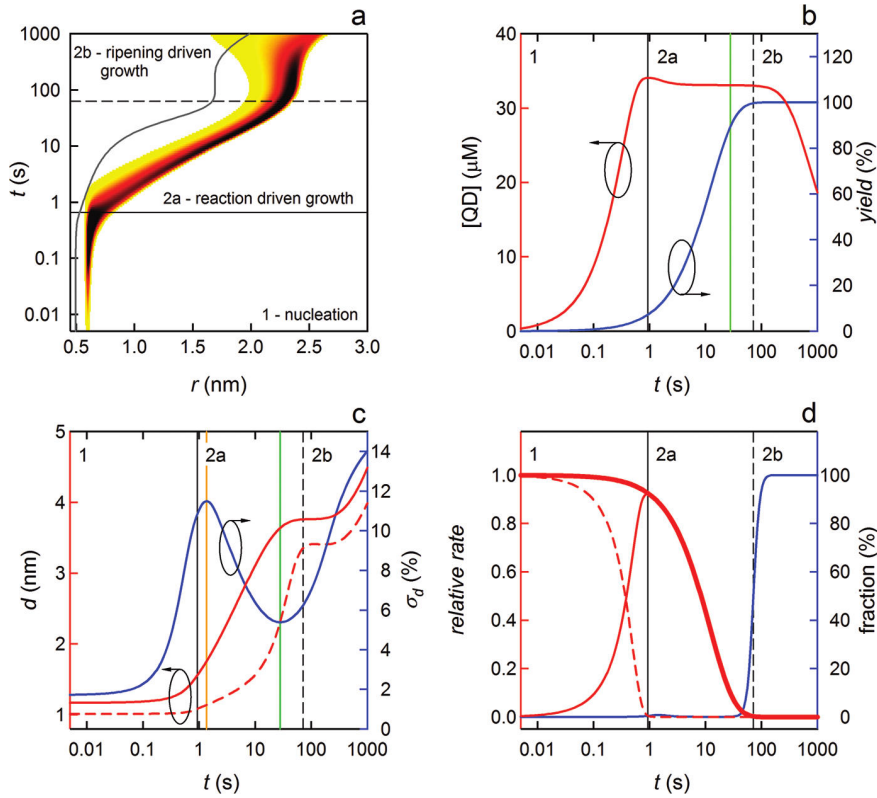 a
1000
100
10
1
0.1
0.01
t (s)
2b - ripening driven
growth
2a - reaction driven growth
1 - nucleation
0.5 1.0 1.5 2.0 2.5 3.0
r (nm)
b
40
30
20
10
0
[QD] (μM)
1 2a 2b
120
100
80
60
40
20
0
yield (%)
0.01 0.1 1 10 100 1000
t (s)
c
5
4
3
2
1
d (nm)
1 2a 2b
14
12
10
8
6
4
2
0
σd (%)
0.01 0.1 1 10 100 1000
t (s)
d
1.0
0.8
0.6
0.4
0.2
0.0
relative rate
1 2a 2b
100
80
60
40
20
0
fraction (%)
0.01 0.1 1 10 100 1000
t (s)